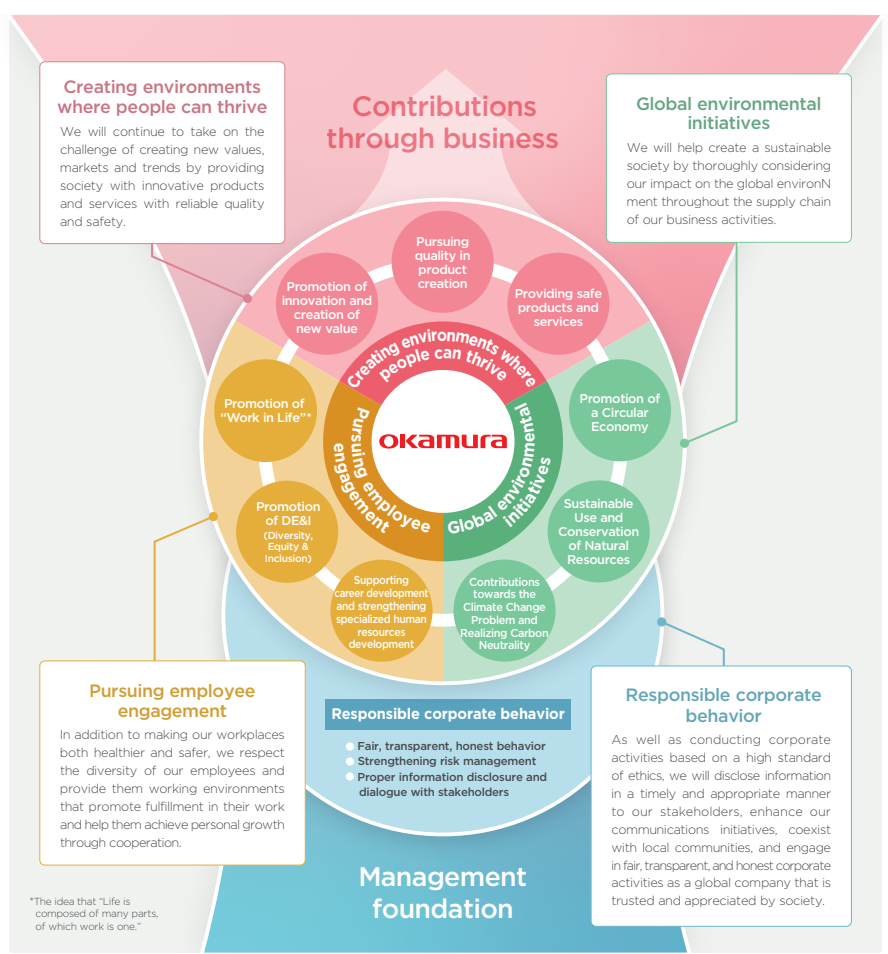 Contributions
through business
Creating environments
where people can thrive
We will continue to take on the
challenge of creating new values,
markets and trends by providing
society with innovative products
and services with reliable quality
and safety.
Global environmental
initiatives
We will help create a sustainable
society by thoroughly considering
our impact on the global environN
ment throughout the supply chain
of our business activities.
Pursuing
quality in
product
creation
Promotion of
innovation and
creation of
new value
Providing safe
products and
services
Creating environments where
people can thrive
Promotion of
"Work in Life"*
Promotion of
a Circular
Economy
okamura
Pursuing employee
engagement
Global environmental
initiatives
Promotion
of DE&I
(Diversity,
Equity &
Inclusion)
Sustainable
Use and
Conservation
of Natural
Resources
Supporting
career development
and strengthening
specialized human
resources
development
Contributions
towards the
Climate Change
Problem and
Realizing Carbon
Neutrality
Pursuing employee
engagement
In addition to making our workplaces
both healthier and safer, we respect
the diversity of our employees and
provide them working environments
that promote fulfillment in their work
and help them achieve personal growth
through cooperation.
Responsible corporate behavior
Fair, transparent, honest behavior
Strengthening risk management
Proper information disclosure and
dialogue with stakeholders
Responsible corporate
behavior
As well as conducting corporate
activities based on a high standard
of ethics, we will disclose information
in a timely and appropriate manner
to our stakeholders, enhance our
communications initiatives, coexist
with local communities, and engage
in fair, transparent, and honest corporate
activities as a global company that is
trusted and appreciated by society.
Management
foundation
*The idea that "Life is
composed of many parts,
of which work is one."